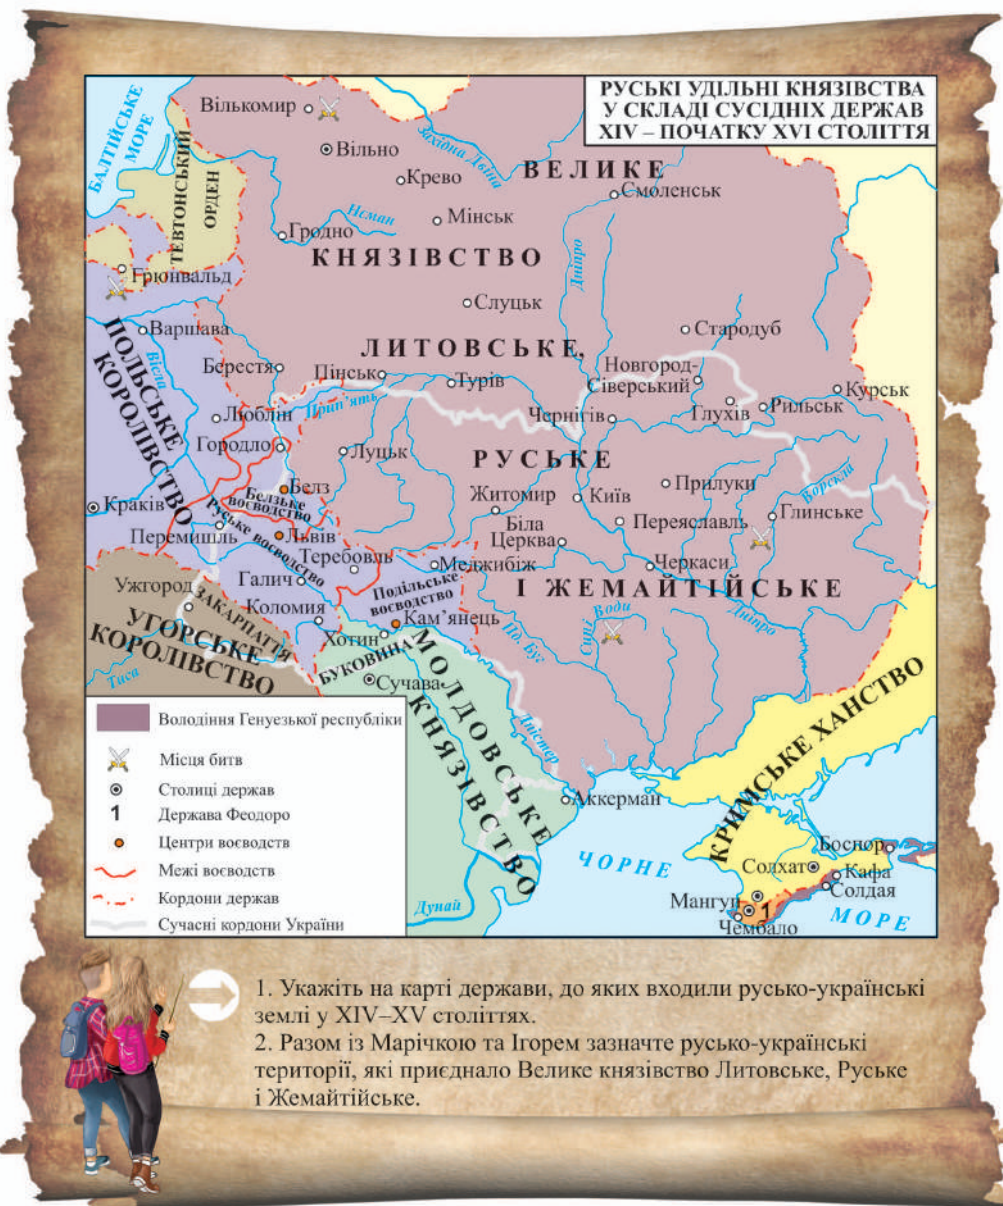 РУСЬКІ УДІЛЬНІ КНЯЗІВСТВА
У СКЛАДІ СУСІДНІХ ДЕРЖАВ
XIV – ПОЧАТКУ XVI СТОЛІТТЯ
БАЛТІЙСЬКЕ
МОРЕ
ТЕВТОНСЬКИЙ
ОРДЕН
Вількомир
Вільно
Західна Двіна
ВЕЛИКЕ
Крево
Смоленськ
Мінськ
Неман
Гродно
Дніпро
КНЯЗІВСТВО
Грюнвальд
Слуцьк
Стародуб
Варшава
ПОЛЬСЬКЕ
КОРОЛІВСТВО
Вісла
ЛИТОВСЬКЕ,
Берестя
Пінськ
Турів
Новгород-
Сіверський
Курськ
Прип'ять
Люблін
Чернігів
Глухів
Рильськ
Городло
Луцьк
РУСЬКЕ
Белз
Белзьке
воєводство
Житомир
Київ
Прилуки
Ворскла
Краків
Руське воєводство
Перемишль
Львів
Біла
Церква
Переяславль
Глинське
Теребовль
Меджибіж
Черкаси
Ужгород
Галич
Подільське
воєводство
І ЖЕМАЙТІЙСЬКЕ
ЗАКАРПАТТЯ
Коломия
Кам'янець
Сині Води
Дніпро
УГОРСЬКЕ
КОРОЛІВСТВО
Хотин
Пд. Буг
БУКОВИНА
Тиса
Сучава
МОЛДОВСЬКЕ
КНЯЗІВСТВО
Дністер
КРИМСЬКЕ ХАНСТВО
Аккерман
ЧОРНЕ
МОРЕ
Дунай
Боспор
Солхат
Кафа
Солдая
Мангуп
1
Чембало
Володіння Генуезької республіки
Місця битв
Столиці держав
1 Держава Феодоро
Центри воєводств
Межі воєводств
Кордони держав
Сучасні кордони України
1. Укажіть на карті держави, до яких входили русько-українські
землі у XIV–XV століттях.
2. Разом із Марічкою та Ігорем зазначте русько-українські
території, які приєднало Велике князівство Литовське, Руське
і Жемайтійське.